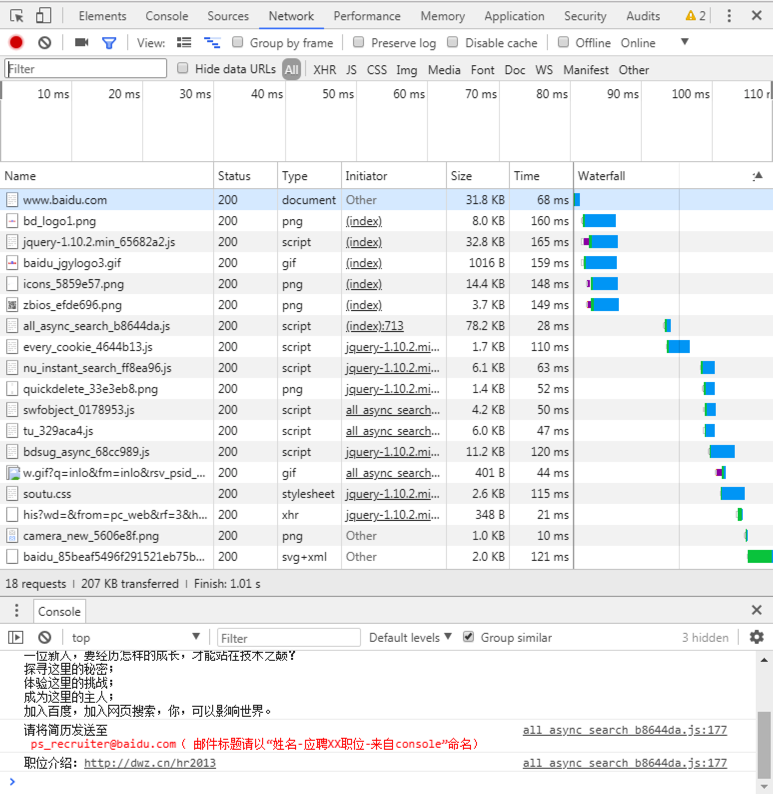 Elements Console Sources Network Performance Memory Application Security Audits 2
View: Group by frame Preserve log Disable cache Offline Online
Filter Hide data URLs All XHR JS CSS Img Media Font Doc WS Manifest Other
10 ms 20 ms 30 ms 40 ms 50 ms 60 ms 70 ms 80 ms 90 ms 100 ms 110 r
Name Status Type Initiator Size Time Waterfall
www.baidu.com 200 document Other 31.8 KB 68 ms
bd_logo1.png 200 png (index) 8.0 KB 160 ms
jquery-1.10.2.min_65682a2.js 200 script (index) 32.8 KB 165 ms
baidu_jgylogo3.gif 200 gif (index) 1016 B 159 ms
icons_5859e57.png 200 png (index) 14.4 KB 148 ms
zbios_efde696.png 200 png (index) 3.7 KB 149 ms
all_async_search_b8644da.js 200 script (index):713 78.2 KB 28 ms
every_cookie_4644b13.js 200 script jquery-1.10.2.mi... 1.7 KB 110 ms
nu_instant_search_ff8ea96.js 200 script jquery-1.10.2.mi... 6.1 KB 63 ms
quickdelete_33e3eb8.png 200 png jquery-1.10.2.mi... 1.4 KB 52 ms
swfobject_0178953.js 200 script all_async_search... 4.2 KB 50 ms
tu_329aca4.js 200 script all_async_search... 6.0 KB 47 ms
bdsug_async_68cc989.js 200 script jquery-1.10.2.mi... 11.2 KB 120 ms
w.gif?q=inlo&fm=inlo&rsv_psid_... 200 gif all_async_search... 401 B 44 ms
soutu.css 200 stylesheet jquery-1.10.2.mi... 2.6 KB 115 ms
his?wd=&from=pc_web&rf=3&h... 200 xhr jquery-1.10.2.mi... 348 B 21 ms
camera_new_5606e8f.png 200 png Other 1.0 KB 10 ms
baidu_85beaf5496f291521eb75b... 200 svg+xml Other 2.0 KB 121 ms
18 requests | 207 KB transferred | Finish: 1.01 s
Console
top Filter Default levels Group similar 3 hidden
一位新人，要经历怎样的成长，才能站在技术之巅？
探寻这里的秘密；
体验这里的挑战；
成为这里的主人；
加入百度，加入网页搜索，你，可以影响世界。
请将简历发送至 all_async_search_b8644da.js:177
ps_recruiter@baidu.com（ 邮件标题请以“姓名-应聘XX职位-来自console”命名）
职位介绍：http://dwz.cn/hr2013 all_async_search_b8644da.js:177